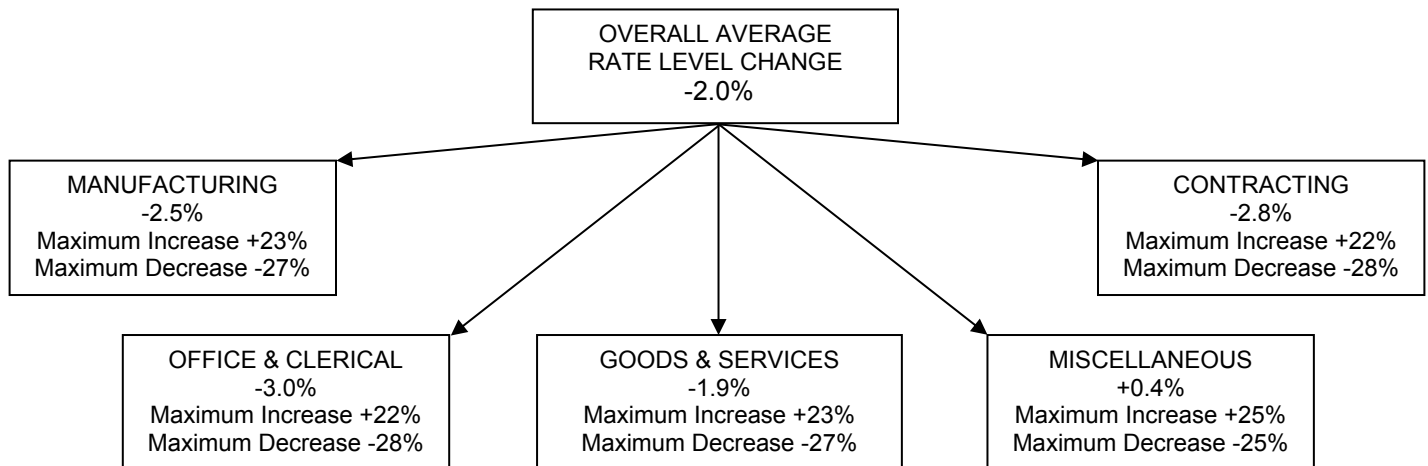 OVERALL AVERAGE
RATE LEVEL CHANGE
-2.0%
MANUFACTURING
-2.5%
Maximum Increase +23%
Maximum Decrease -27%
CONTRACTING
-2.8%
Maximum Increase +22%
Maximum Decrease -28%
OFFICE & CLERICAL
-3.0%
Maximum Increase +22%
Maximum Decrease -28%
GOODS & SERVICES
-1.9%
Maximum Increase +23%
Maximum Decrease -27%
MISCELLANEOUS
+0.4%
Maximum Increase +25%
Maximum Decrease -25%